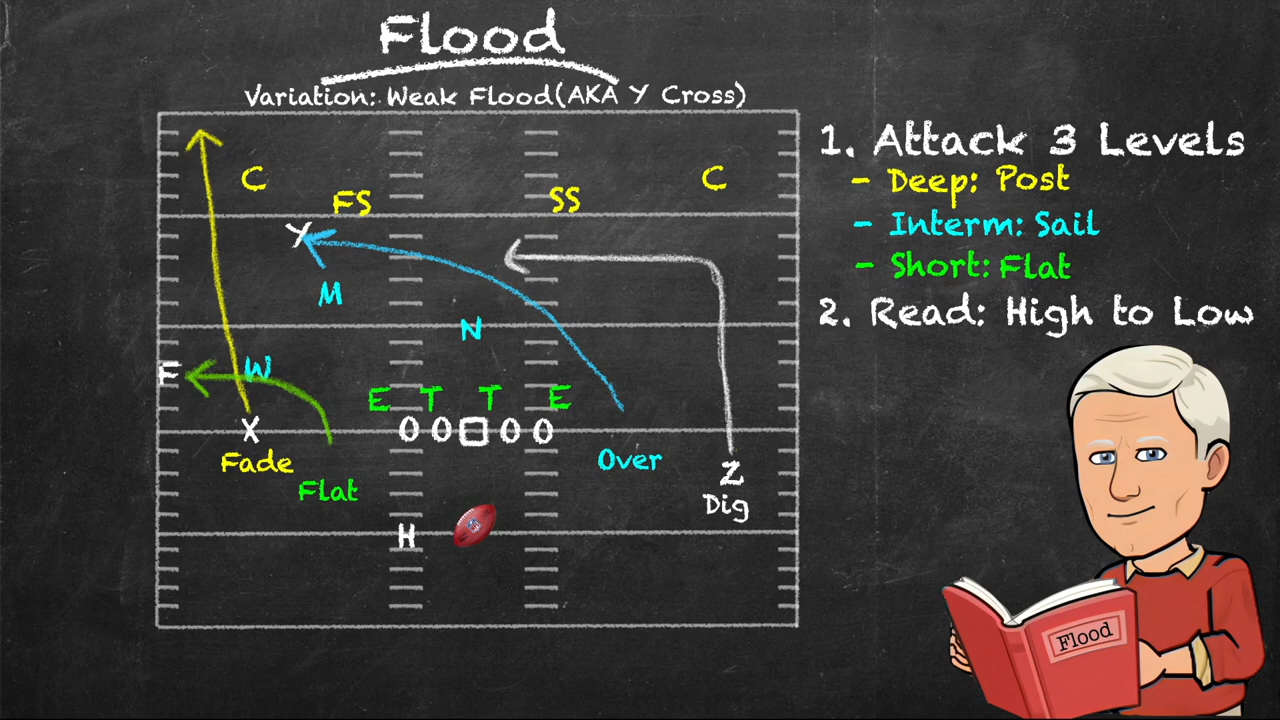 Flood
Variation: Weak Flood(AKA Y Cross)
1. Attack 3 Levels
- Deep: Post
- Interm: Sail
- Short: Flat
2. Read: High to Low
C
C
FS
SS
Y
M
N
F
W
E T T E
X
O O O O
Fade
Over
Z
Flat
Dig
H
Flood